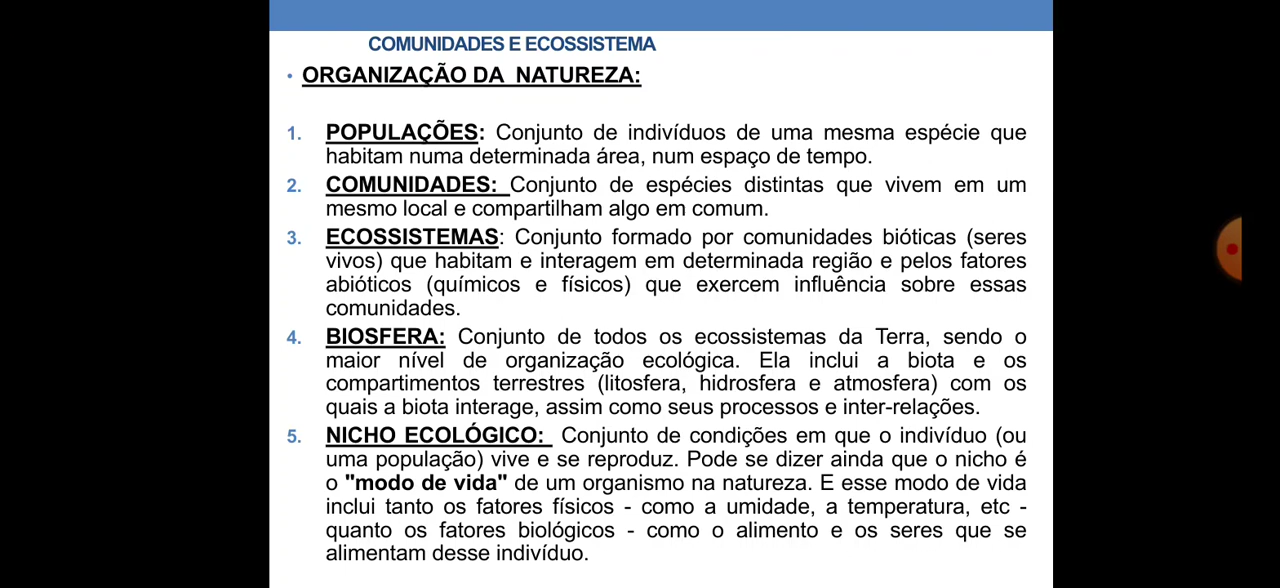 COMUNIDADES E ECOSSISTEMA
• ORGANIZAÇÃO DA NATUREZA:
1. POPULAÇÕES: Conjunto de indivíduos de uma mesma espécie que
habitam numa determinada área, num espaço de tempo.
2. COMUNIDADES: Conjunto de espécies distintas que vivem em um
mesmo local e compartilham algo em comum.
3. ECOSSISTEMAS: Conjunto formado por comunidades bióticas (seres
vivos) que habitam e interagem em determinada região e pelos fatores
abióticos (químicos e físicos) que exercem influência sobre essas
comunidades.
4. BIOSFERA: Conjunto de todos os ecossistemas da Terra, sendo o
maior nível de organização ecológica. Ela inclui a biota e os
compartimentos terrestres (litosfera, hidrosfera e atmosfera) com os
quais a biota interage, assim como seus processos e inter-relações.
5. NICHO ECOLÓGICO: Conjunto de condições em que o indivíduo (ou
uma população) vive e se reproduz. Pode se dizer ainda que o nicho é
o "modo de vida" de um organismo na natureza. E esse modo de vida
inclui tanto os fatores físicos - como a umidade, a temperatura, etc -
quanto os fatores biológicos - como o alimento e os seres que se
alimentam desse indivíduo.